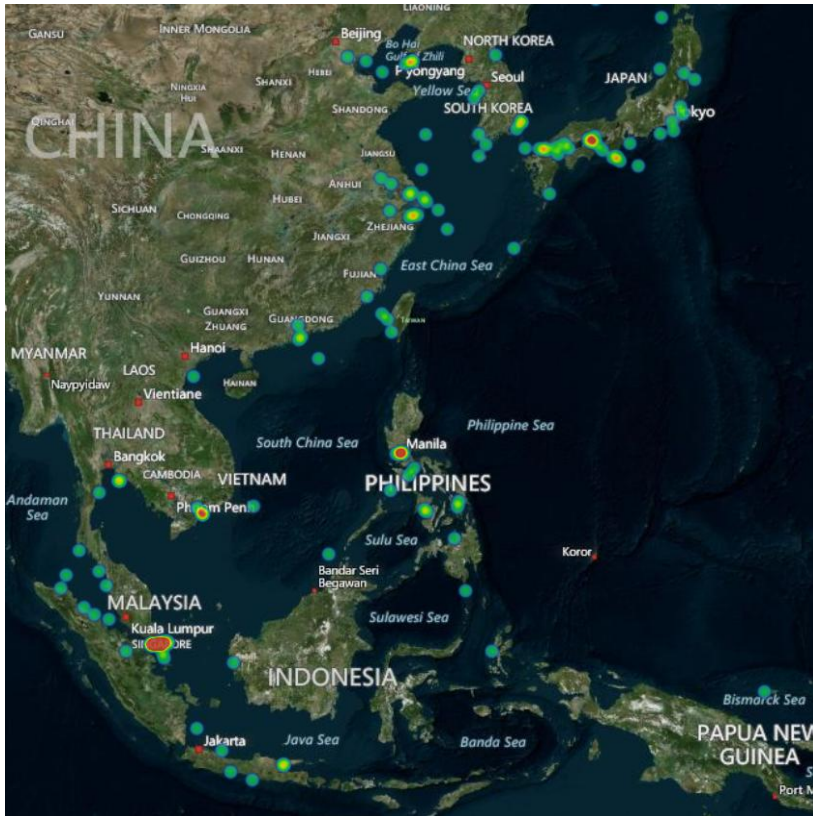 LIAONING
GANSU
INNER MONGOLIA
Beijing
Bo Hai
Gulf of Zhili
NORTH KOREA
HEBEI
Pyongyang
Seoul
JAPAN
NINGXIA
HUI
SHANXI
Yellow Sea
SHANDONG
SOUTH KOREA
Tokyo
QINGHAI
CHINA
SHAANXI
HENAN
JIANGSU
ANHUI
HUBEI
SICHUAN
CHONGQING
ZHEJIANG
JIANGXI
GUIZHOU
HUNAN
East China Sea
FUJIAN
YUNNAN
GUANGXI
ZHUANG
GUANGDONG
TAIWAN
MYANMAR
Hanoi
LAOS
Naypyidaw
HAINAN
Vientiane
Philippine Sea
THAILAND
South China Sea
Manila
Bangkok
CAMBODIA
VIETNAM
PHILIPPINES
Andaman
Sea
Phnom Penh
Sulu Sea
Koror
Bandar Seri
Begawan
MALAYSIA
Sulawesi Sea
Kuala Lumpur
SINGAPORE
INDONESIA
Bismarck Sea
Jakarta
Java Sea
Banda Sea
PAPUA NEW
GUINEA
S
Port M